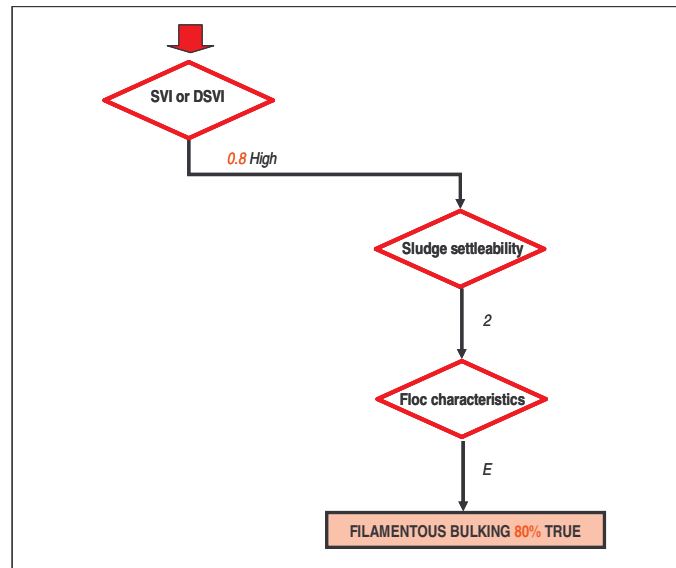 SVI or DSVI
0.8 High
Sludge settleability
2
Floc characteristics
E
FILAMENTOUS BULKING 80% TRUE